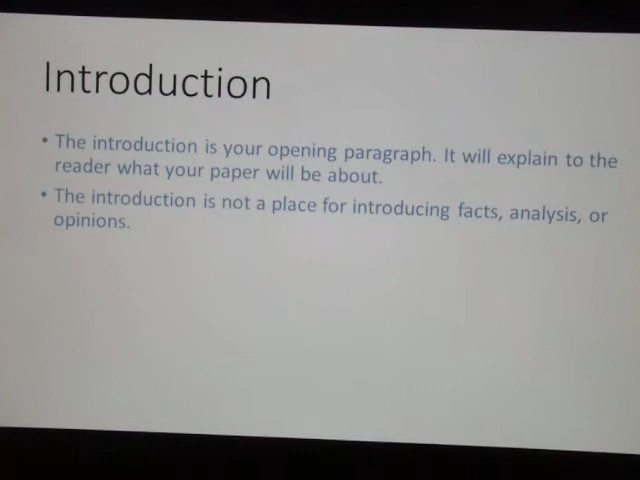 Introduction
• The introduction is your opening paragraph. It will explain to the
reader what your paper will be about.
• The introduction is not a place for introducing facts, analysis, or
opinions.